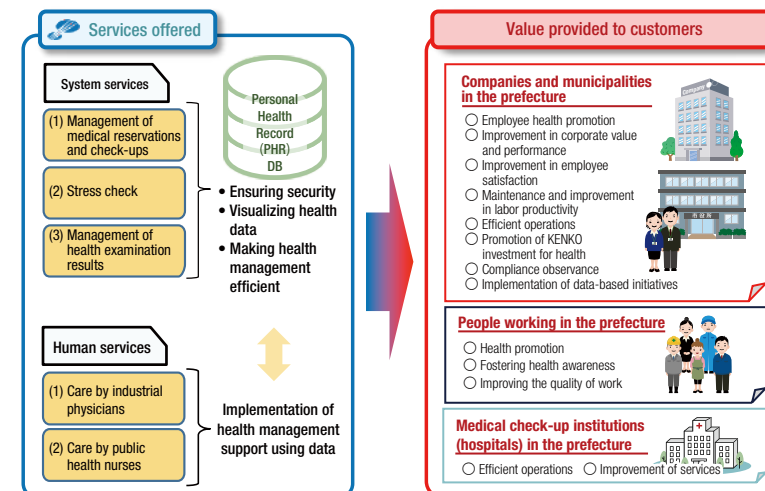 Services offered
System services
(1) Management of
medical reservations
and check-ups
(2) Stress check
(3) Management of
health examination
results
Personal
Health
Record
(PHR)
DB
• Ensuring security
• Visualizing health
data
• Making health
management
efficient
Human services
(1) Care by industrial
physicians
(2) Care by public
health nurses
Implementation of
health management
support using data
Value provided to customers
Companies and municipalities
in the prefecture
○ Employee health promotion
○ Improvement in corporate value
and performance
○ Improvement in employee
satisfaction
○ Maintenance and improvement
in labor productivity
○ Efficient operations
○ Promotion of KENKO
investment for health
○ Compliance observance
○ Implementation of data-based initiatives
Company
市役所
People working in the prefecture
○ Health promotion
○ Fostering health awareness
○ Improving the quality of work
Medical check-up institutions
(hospitals) in the prefecture
○ Efficient operations ○ Improvement of services